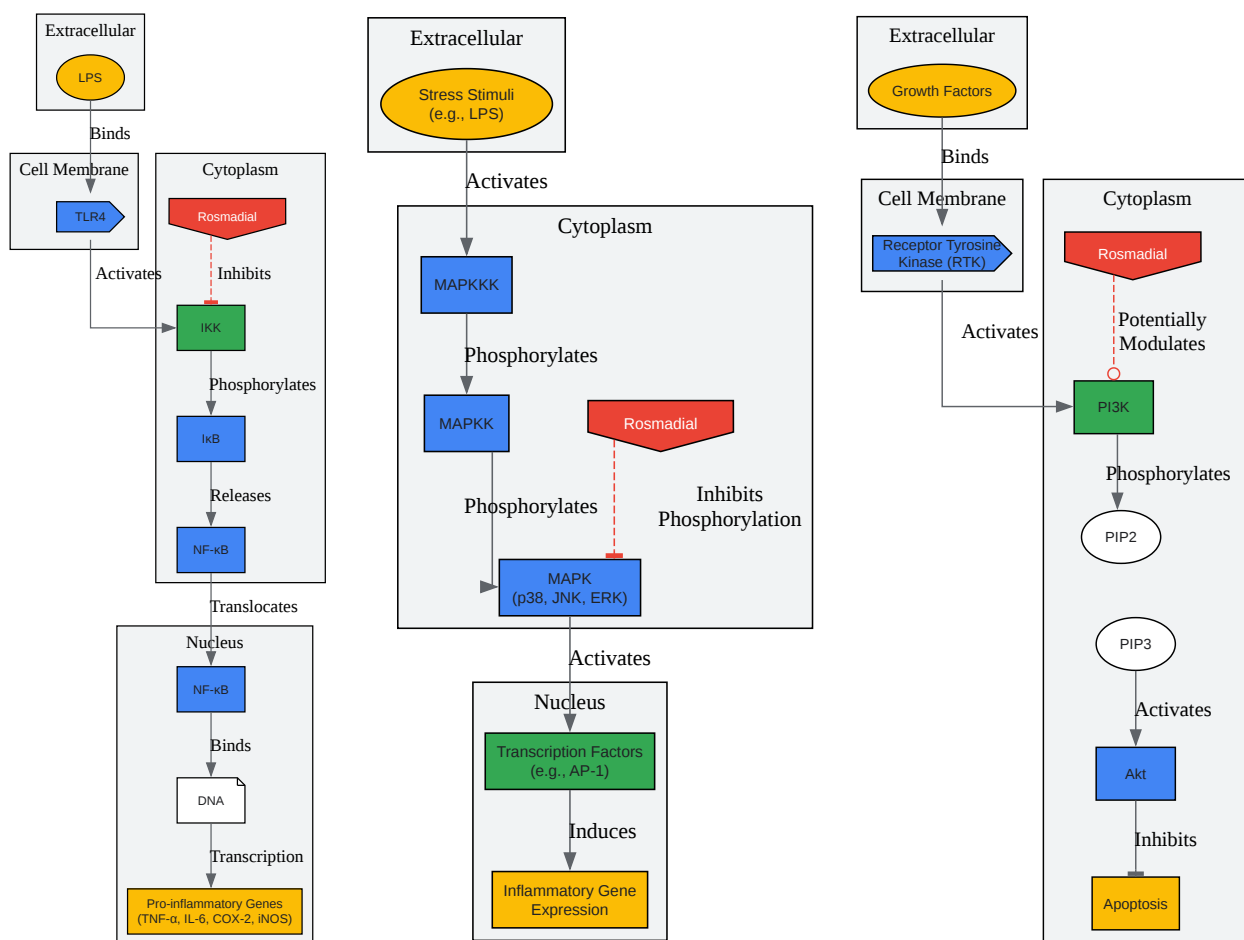 Extracellular
LPS
Binds
Cell Membrane
TLR4
Activates
Cytoplasm
Rosmadial
Inhibits
IKK
Phosphorylates
IκB
Releases
NF-κB
Translocates
Nucleus
NF-κB
Binds
DNA
Transcription
Pro-inflammatory Genes
(TNF-α, IL-6, COX-2, iNOS)
Extracellular
Stress Stimuli
(e.g., LPS)
Activates
Cytoplasm
MAPKKK
Phosphorylates
MAPKK
Rosmadial
Phosphorylates
Inhibits
Phosphorylation
MAPK
(p38, JNK, ERK)
Activates
Nucleus
Transcription Factors
(e.g., AP-1)
Induces
Inflammatory Gene
Expression
Extracellular
Growth Factors
Binds
Cell Membrane
Receptor Tyrosine
Kinase (RTK)
Activates
Cytoplasm
Rosmadial
Potentially
Modulates
PI3K
Phosphorylates
PIP2
PIP3
Activates
Akt
Inhibits
Apoptosis